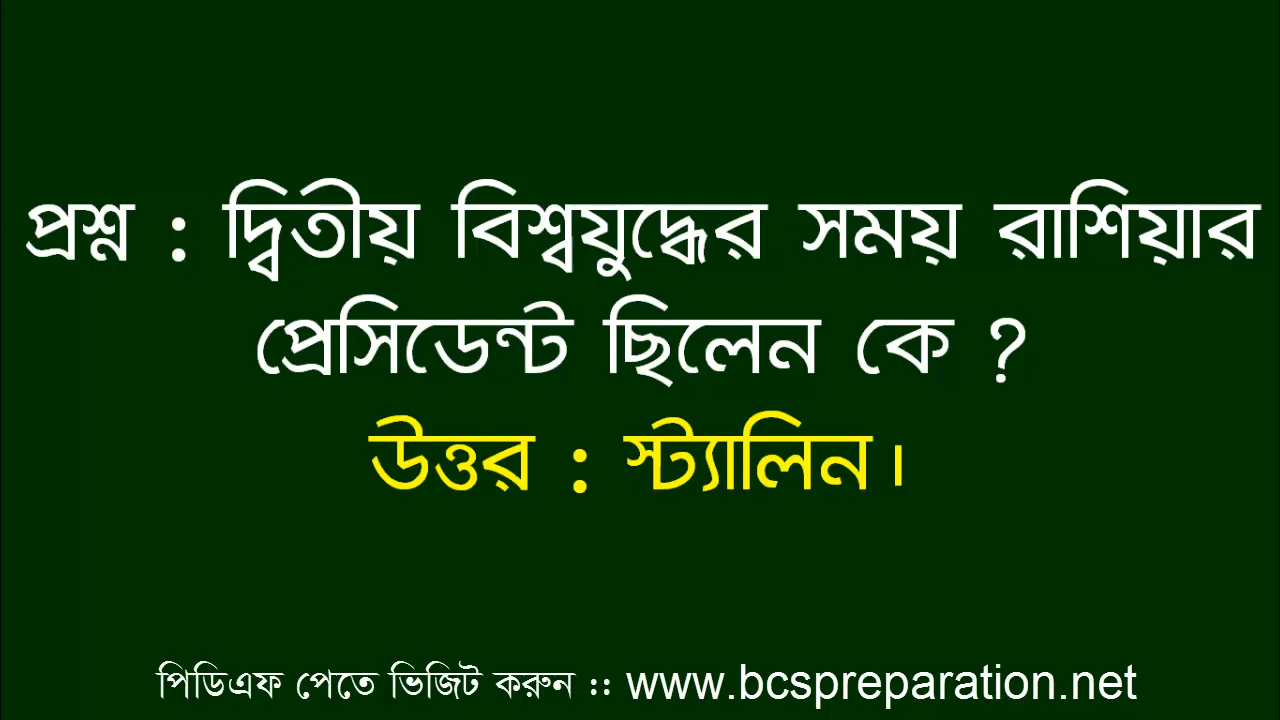 প্রশ্ন : দ্বিতীয় বিশ্বযুদ্ধের সময় রাশিয়ার
প্রেসিডেন্ট ছিলেন কে ?
উত্তর : স্ট্যালিন।
পিডিএফ পেতে ভিজিট করুন :: www.bcspreparation.net